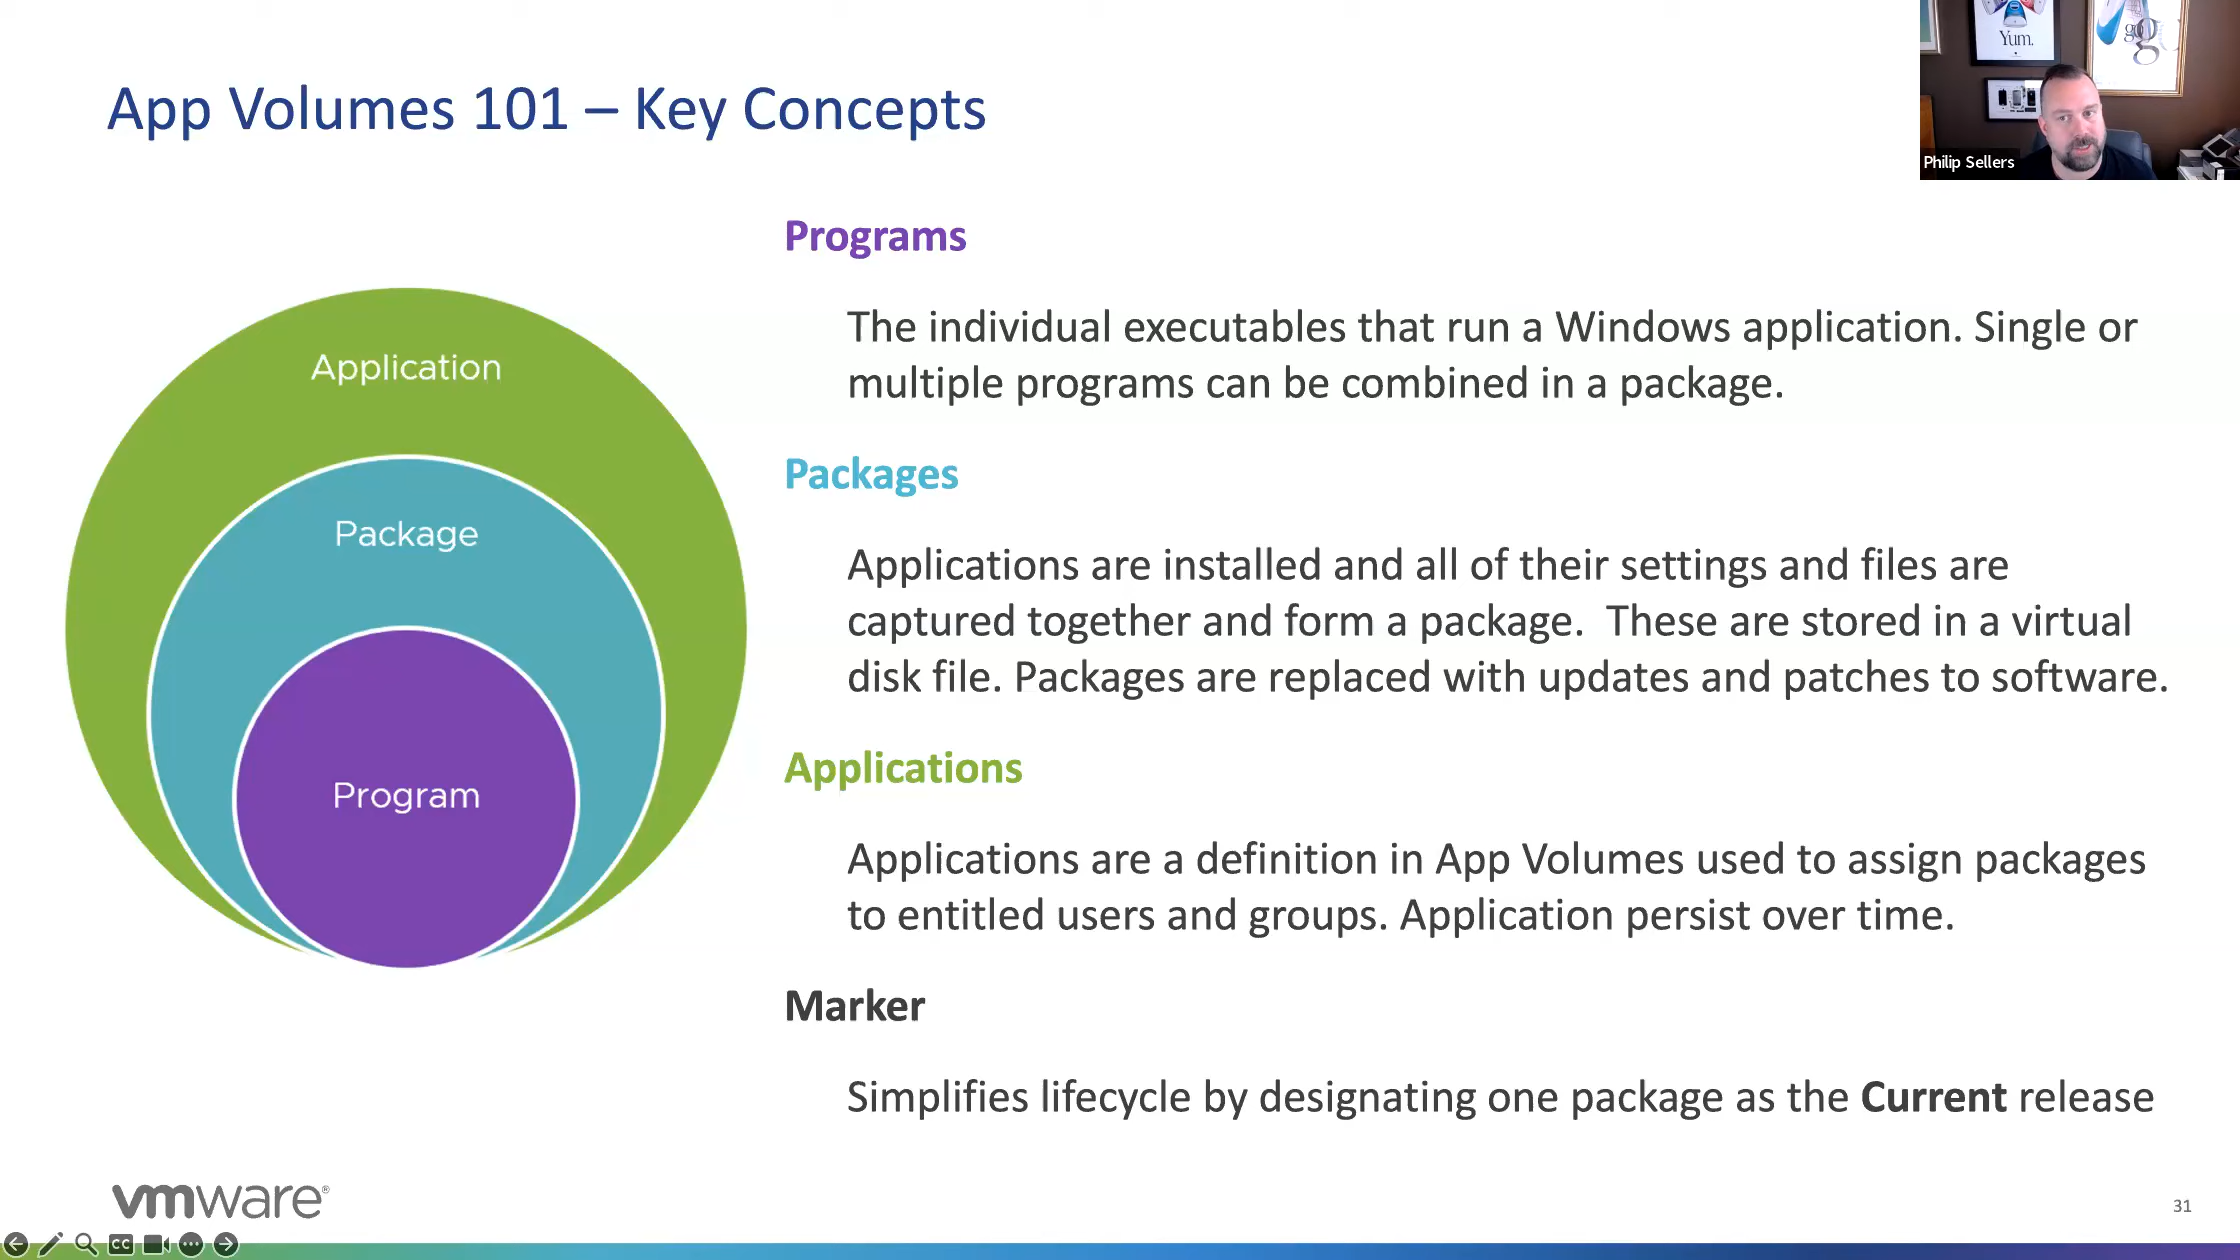 App Volumes 101 – Key Concepts
Yum.
go
g
Philip Sellers
Application
Package
Program
Programs
The individual executables that run a Windows application. Single or
multiple programs can be combined in a package.
Packages
Applications are installed and all of their settings and files are
captured together and form a package.  These are stored in a virtual
disk file. Packages are replaced with updates and patches to software.
Applications
Applications are a definition in App Volumes used to assign packages
to entitled users and groups. Application persist over time.
Marker
Simplifies lifecycle by designating one package as the Current release
vmware®
31
CC